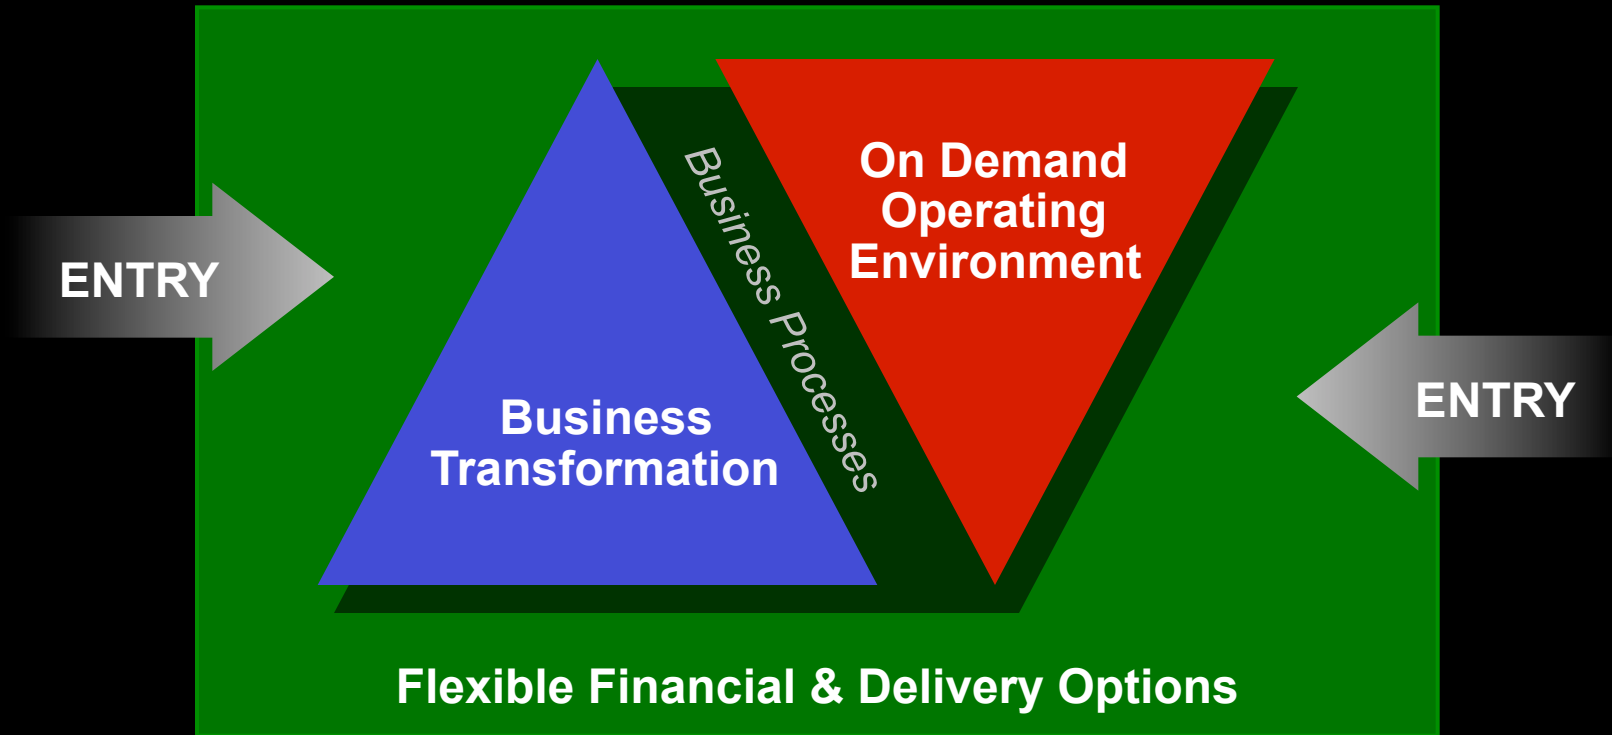 On Demand
Operating
Environment
Business Processes
ENTRY
Business
Transformation
ENTRY
Flexible Financial & Delivery Options